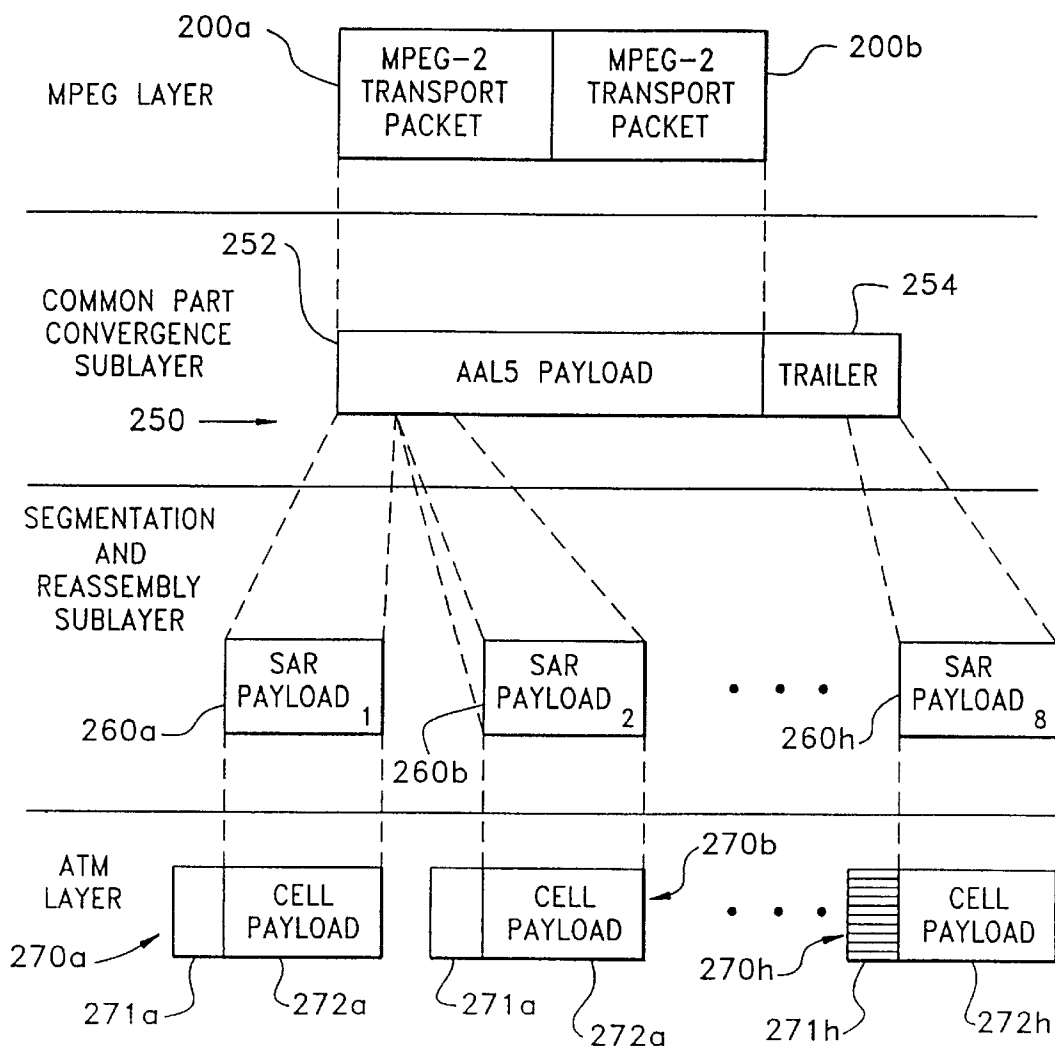 200a
200b
MPEG LAYER
MPEG-2
TRANSPORT
PACKET
MPEG-2
TRANSPORT
PACKET
252
254
COMMON PART
CONVERGENCE
SUBLAYER
AAL5 PAYLOAD
TRAILER
250
SEGMENTATION
AND
REASSEMBLY
SUBLAYER
SAR
PAYLOAD 1
SAR
PAYLOAD 2
SAR
PAYLOAD 8
260a
260b
260h
ATM
LAYER
CELL
PAYLOAD
270b
CELL
PAYLOAD
CELL
PAYLOAD
270a
270h
271a
272a
271a
272a
271h
272h